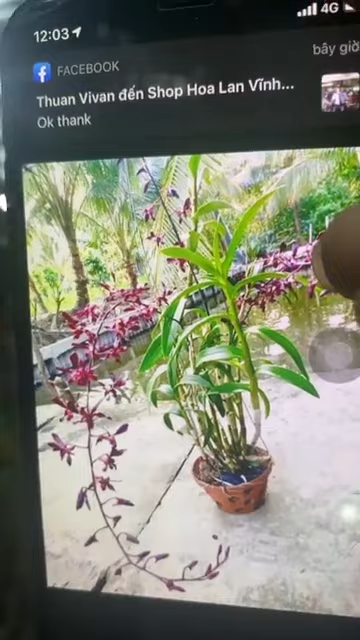 12:03
4G
FACEBOOK
bây giờ
Thuan Vivan đến Shop Hoa Lan Vĩnh...
Ok thank